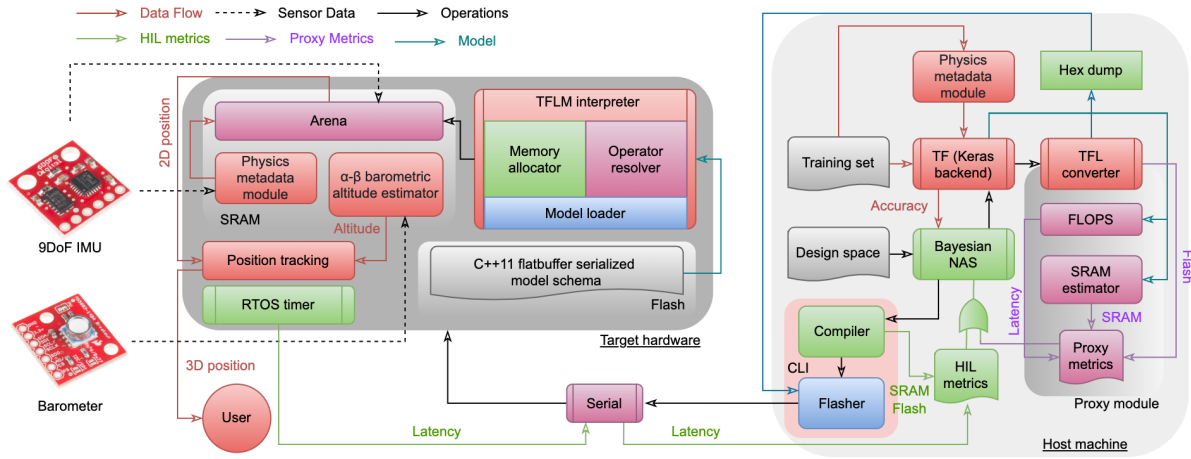 Data Flow
Sensor Data
Operations
HIL metrics
Proxy Metrics
Model
9DoF IMU
Barometer
2D position
Arena
Physics
metadata
module
SRAM
α-β barometric
altitude estimator
Altitude
TFLM interpreter
Memory
allocator
Operator
resolver
Model loader
Position tracking
RTOS timer
C++11 flatbuffer serialized
model schema
Flash
Target hardware
3D position
User
Latency
Serial
Latency
Physics
metadata
module
Hex dump
Training set
TF (Keras
backend)
TFL
converter
Accuracy
FLOPS
Design space
Bayesian
NAS
SRAM
estimator
Flash
Latency
SRAM
Compiler
CLI
Flasher
SRAM
Flash
HIL
metrics
Proxy
metrics
Proxy module
Host machine